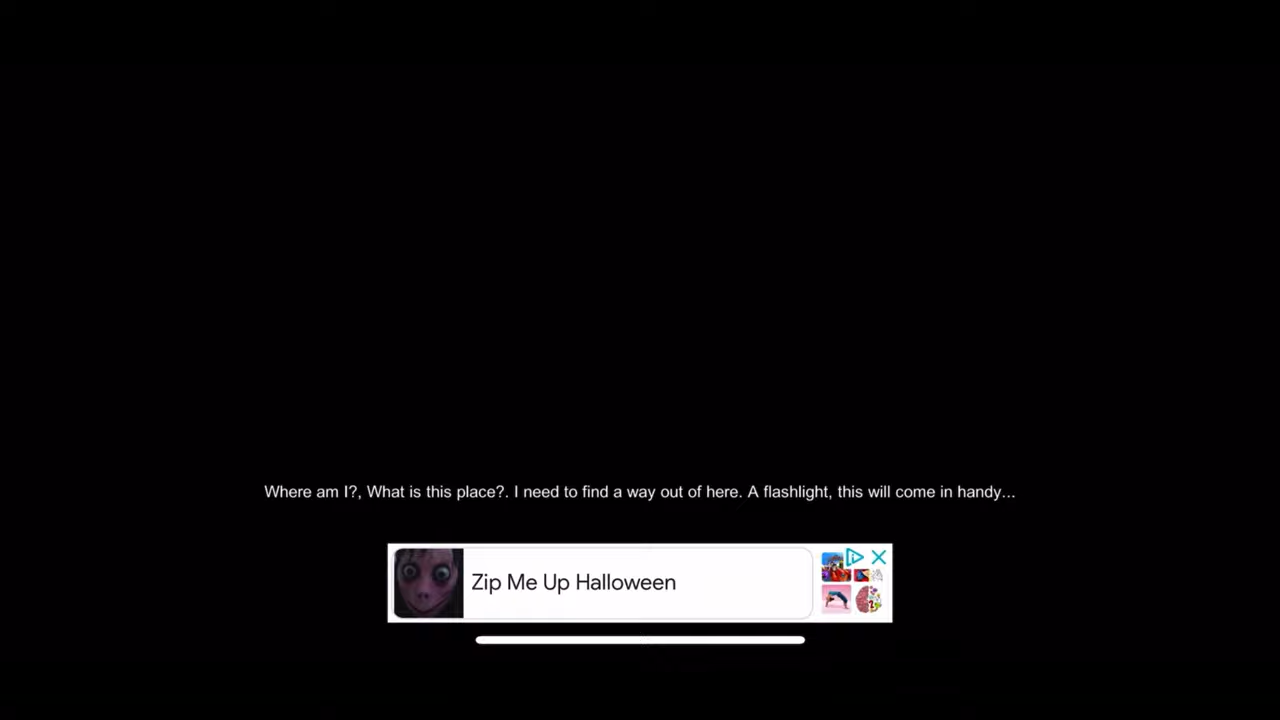 Where am I?, What is this place?. I need to find a way out of here. A flashlight, this will come in handy...
Zip Me Up Halloween